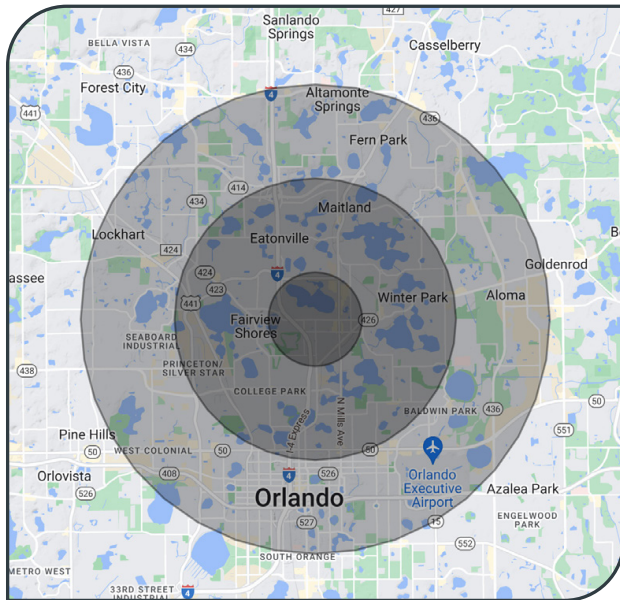 427
Sanlando
Springs
BELLA VISTA
434
Casselberry
436
Forest City
4
Altamonte
Springs
441
436
Fern Park
414
434
Maitland
Lockhart
Eatonville
424
Goldenrod
assee
424
4
423
441
Winter Park
Aloma
Fairview
Shores
426
SEABOARD
INDUSTRIAL
PRINCETON/
SILVER STAR
438
COLLEGE PARK
I-4 Express
N Mills Ave
BALDWIN PARK
436
50
551
Pine Hills
50
WEST COLONIAL
50
50
Orlovista
408
4
526
Orlando
Executive
Airport
526
Orlando
Azalea Park
527
15
ENGELWOOD
PARK
552
SOUTH ORANGE
METRO WEST
33RD STREET
INDUSTRIAL
4